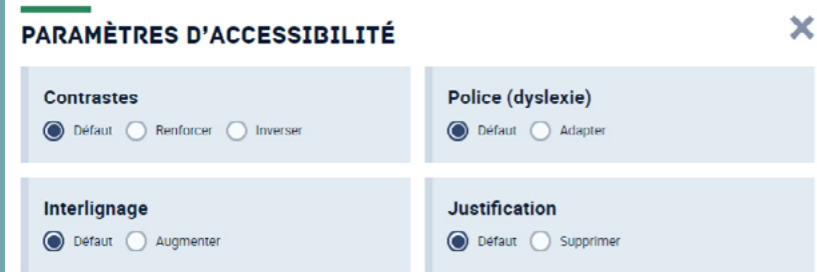 PARAMÈTRES D'ACCESSIBILITÉ
Contrastes
Défaut Renforcer Inverser
Police (dyslexie)
Défaut Adapter
Interlignage
Défaut Augmenter
Justification
Défaut Supprimer